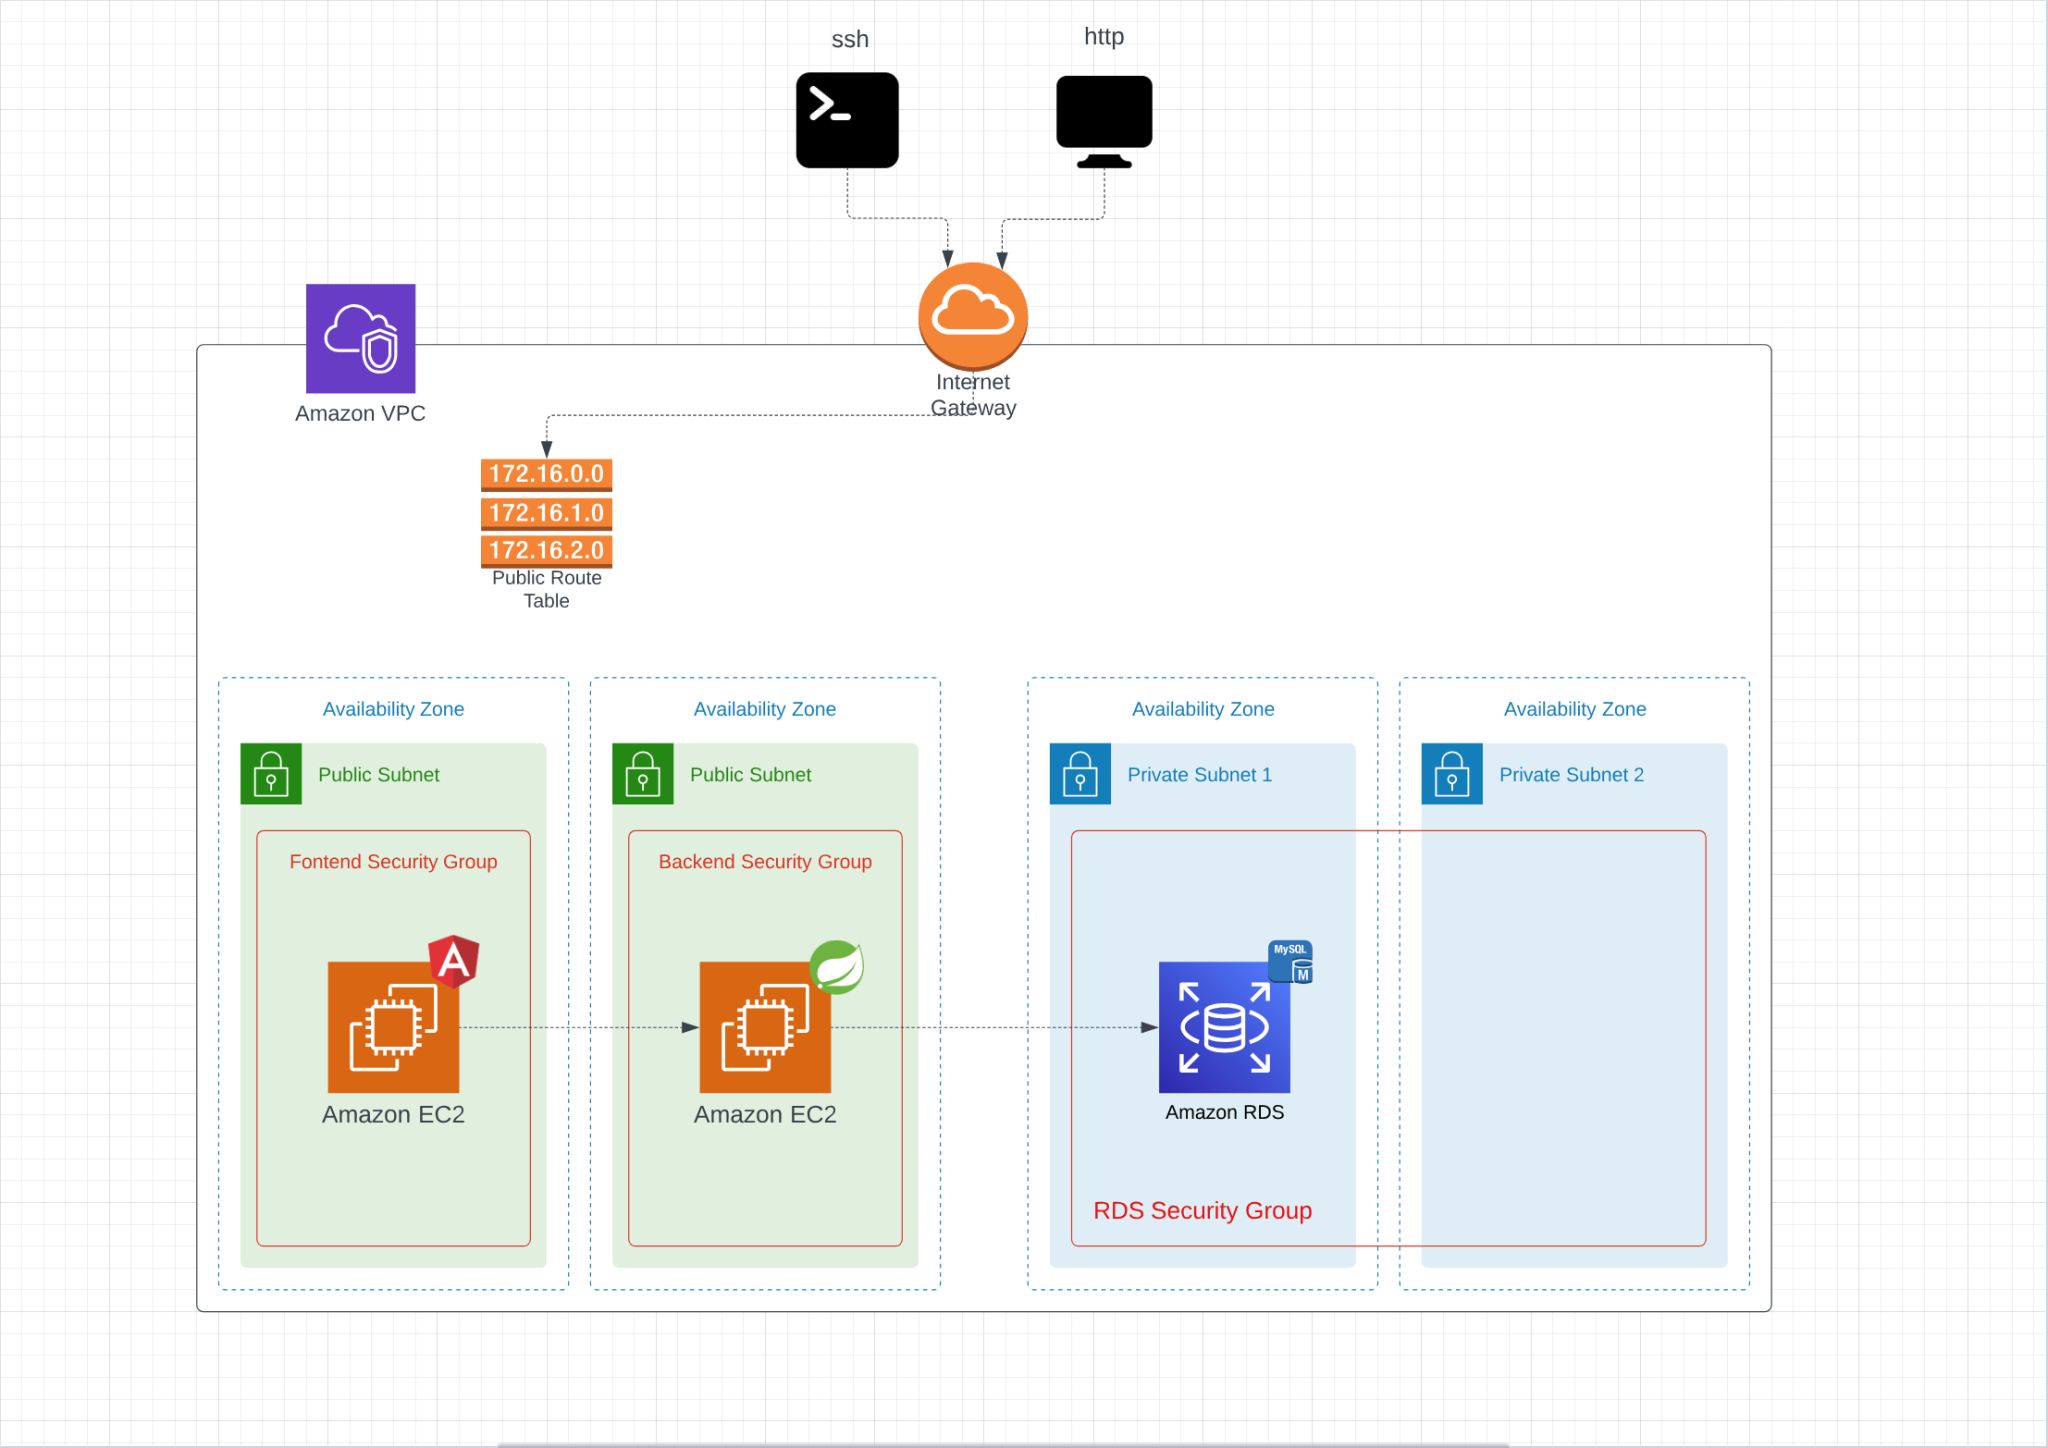 ssh
http
Internet
Gateway
Amazon VPC
172.16.0.0
172.16.1.0
172.16.2.0
Public Route
Table
Availability Zone
Availability Zone
Availability Zone
Availability Zone
Public Subnet
Public Subnet
Private Subnet 1
Private Subnet 2
Fontend Security Group
Backend Security Group
A
MySQL
M
Amazon EC2
Amazon EC2
Amazon RDS
RDS Security Group